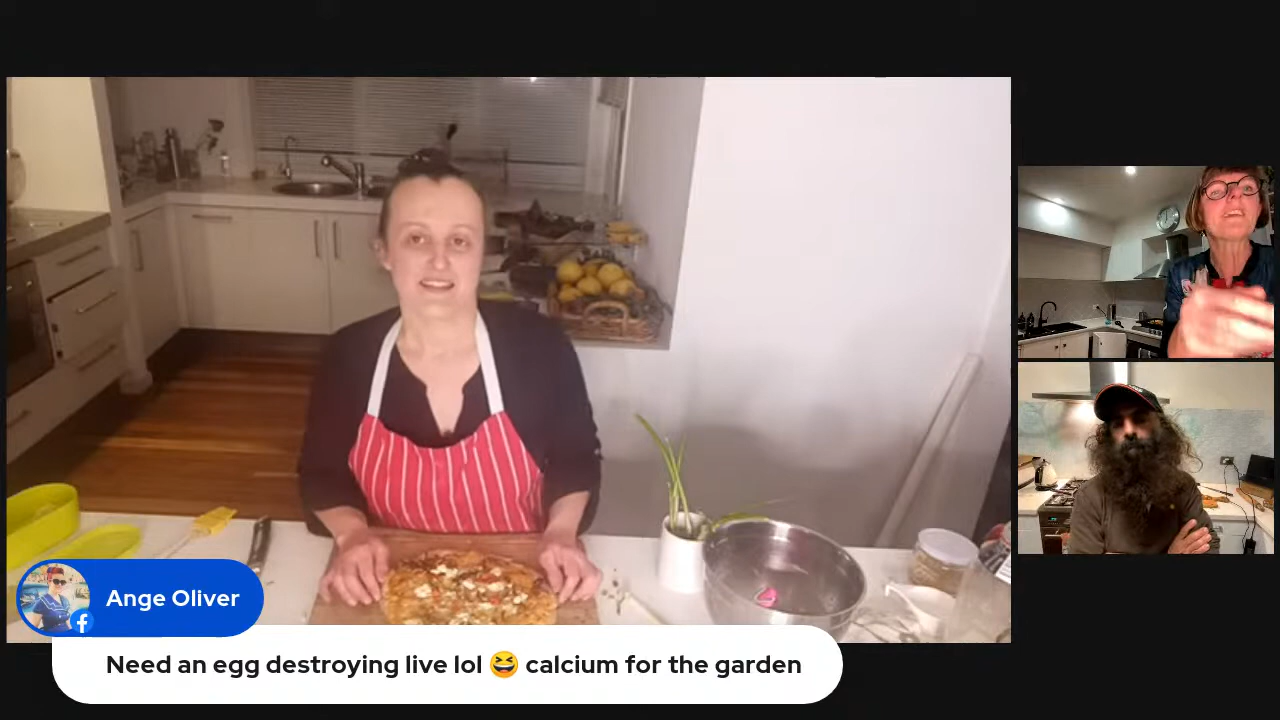 Ange Oliver
Need an egg destroying live lol 😆 calcium for the garden